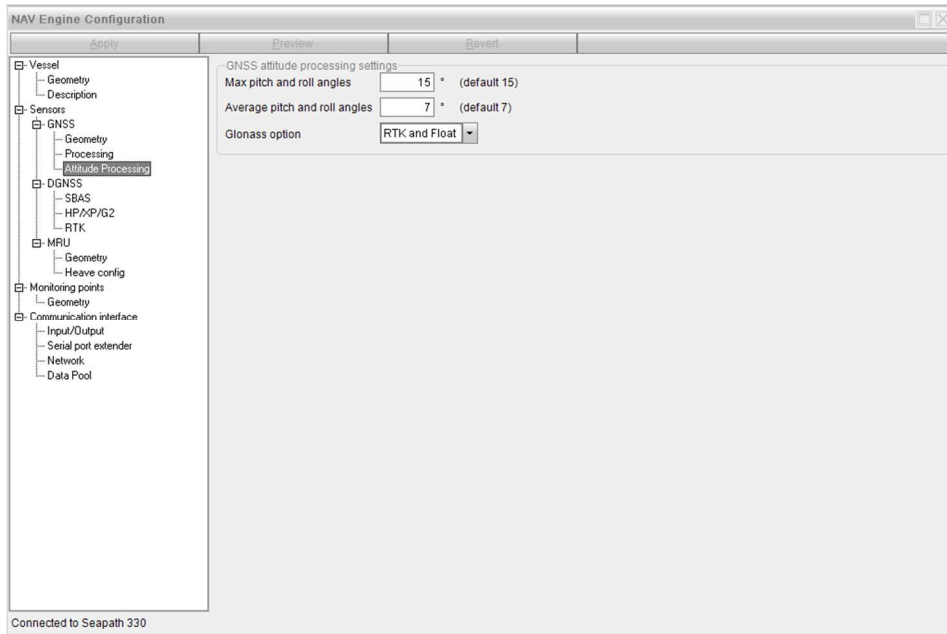 NAV Engine Configuration
Apply Preview Revert
Vessel
Geometry
Description
Sensors
GNSS
Geometry
Processing
Attitude Processing
DGNSS
SBAS
HP/XP/G2
RTK
MRU
Geometry
Heave config
Monitoring points
Geometry
Communication interface
Input/Output
Serial port extender
Network
Data Pool
GNSS attitude processing settings
Max pitch and roll angles 15 ° (default 15)
Average pitch and roll angles 7 ° (default 7)
Glonass option RTK and Float
Connected to Seapath 330